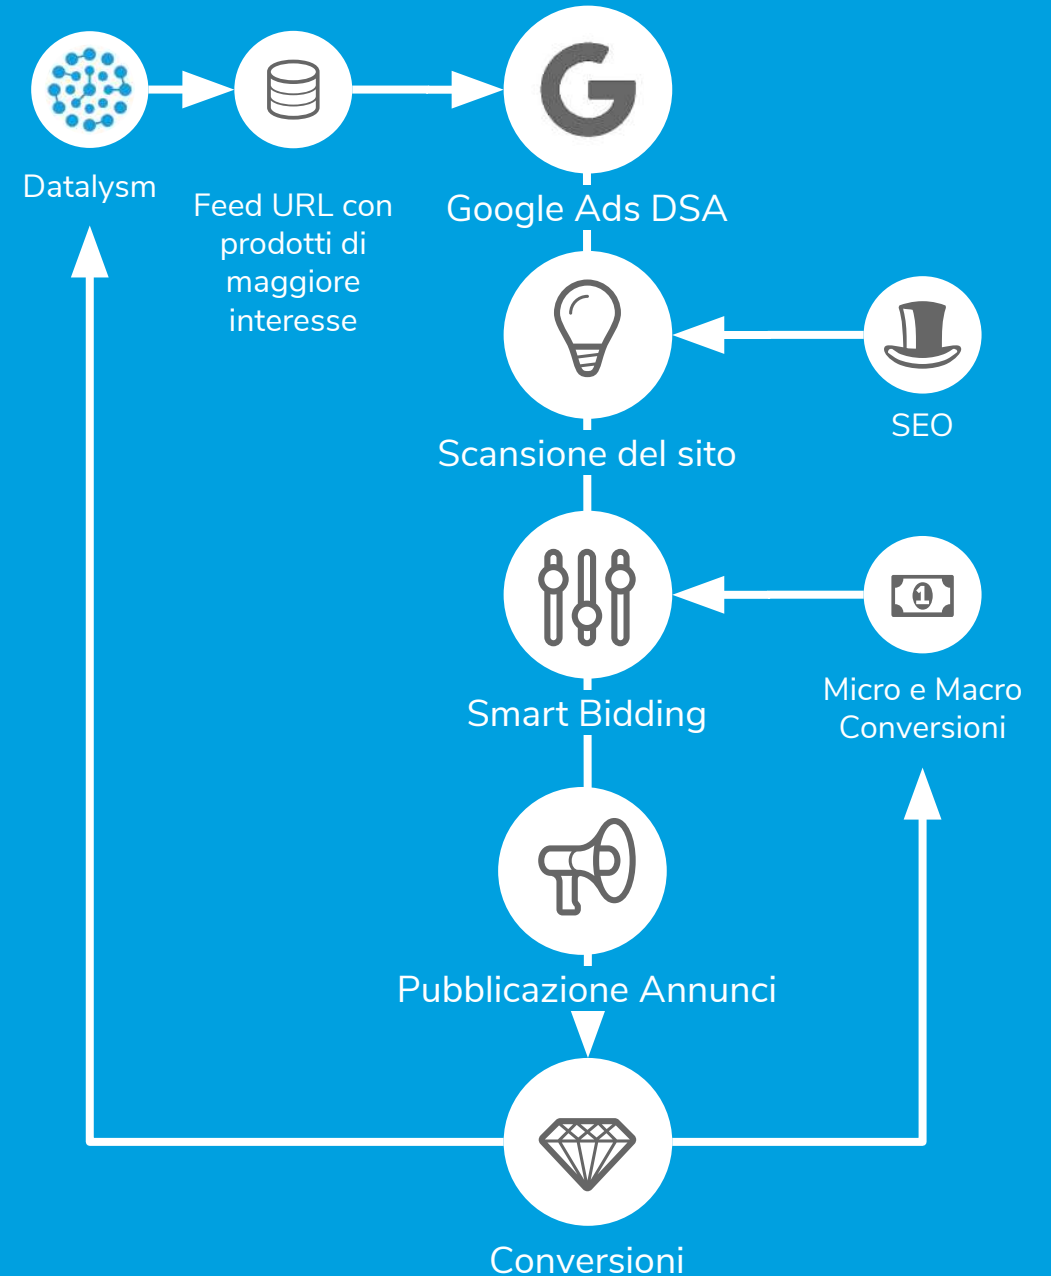 Datalysm
Feed URL con
prodotti di
maggiore
interesse
G
Google Ads DSA
SEO
Scansione del sito
1
Micro e Macro
Conversioni
Smart Bidding
Pubblicazione Annunci
Conversioni